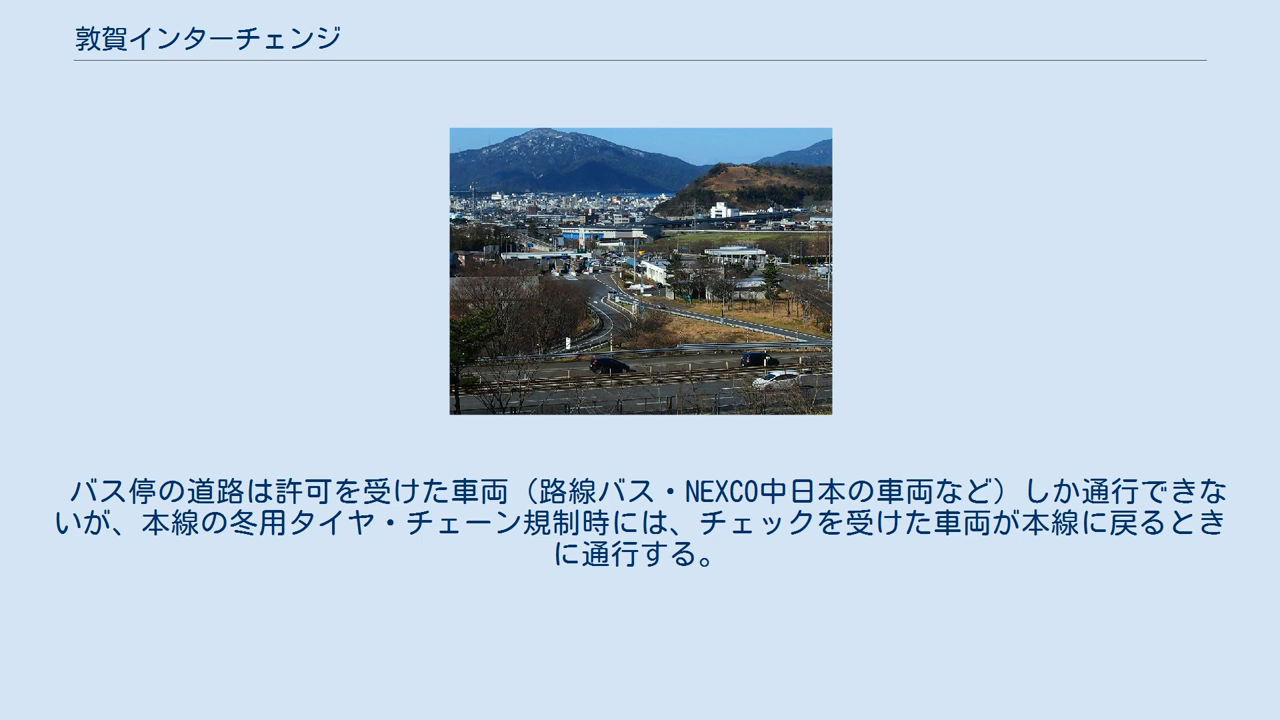 敦賀インターチェンジ
バス停の道路は許可を受けた車両（路線バス・NEXCO中日本の車両など）しか通行できな
いが、本線の冬用タイヤ・チェーン規制時には、チェックを受けた車両が本線に戻るとき
に通行する。